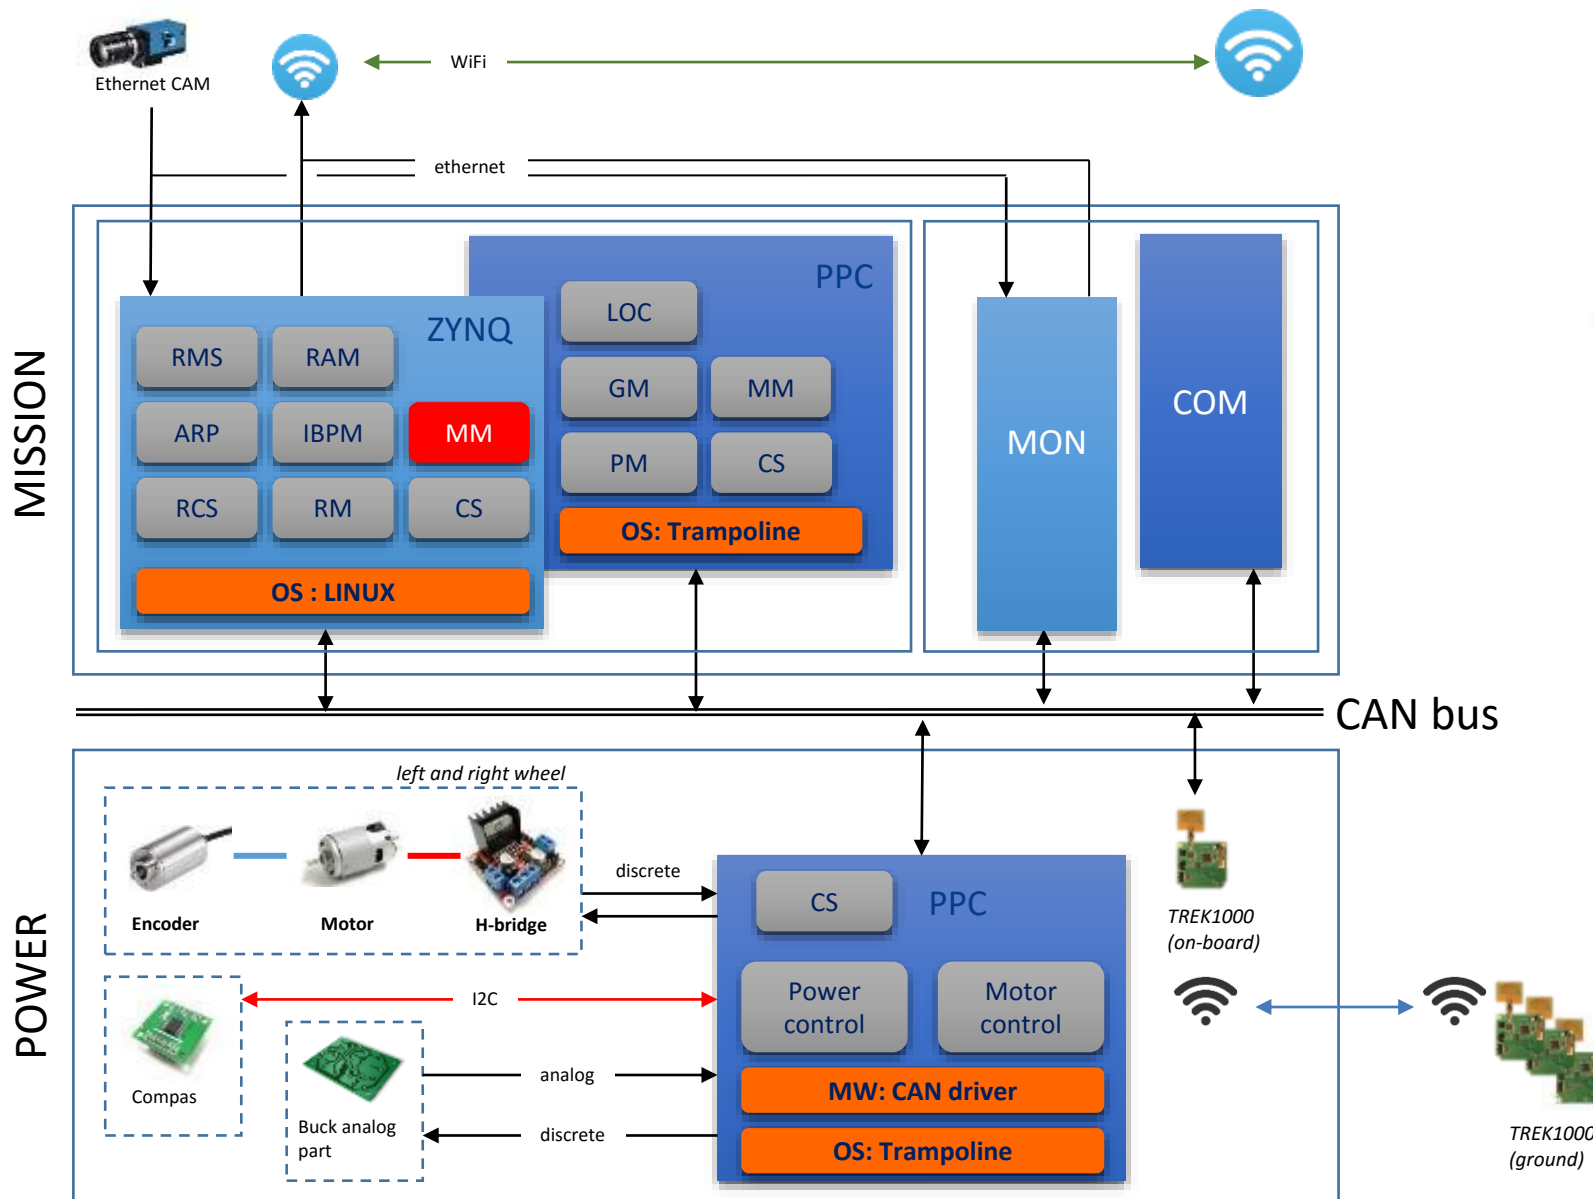 Ethernet CAM
WiFi
ethernet
MISSION
ZYNQ
RMS
RAM
ARP
IBPM
MM
RCS
RM
CS
OS : LINUX
PPC
LOC
GM
MM
PM
CS
OS: Trampoline
MON
COM
CAN bus
POWER
left and right wheel
Encoder
Motor
H-bridge
discrete
I2C
Compas
Buck analog
part
analog
discrete
CS
PPC
Power
control
Motor
control
MW: CAN driver
OS: Trampoline
TREK1000
(on-board)
TREK1000
(ground)